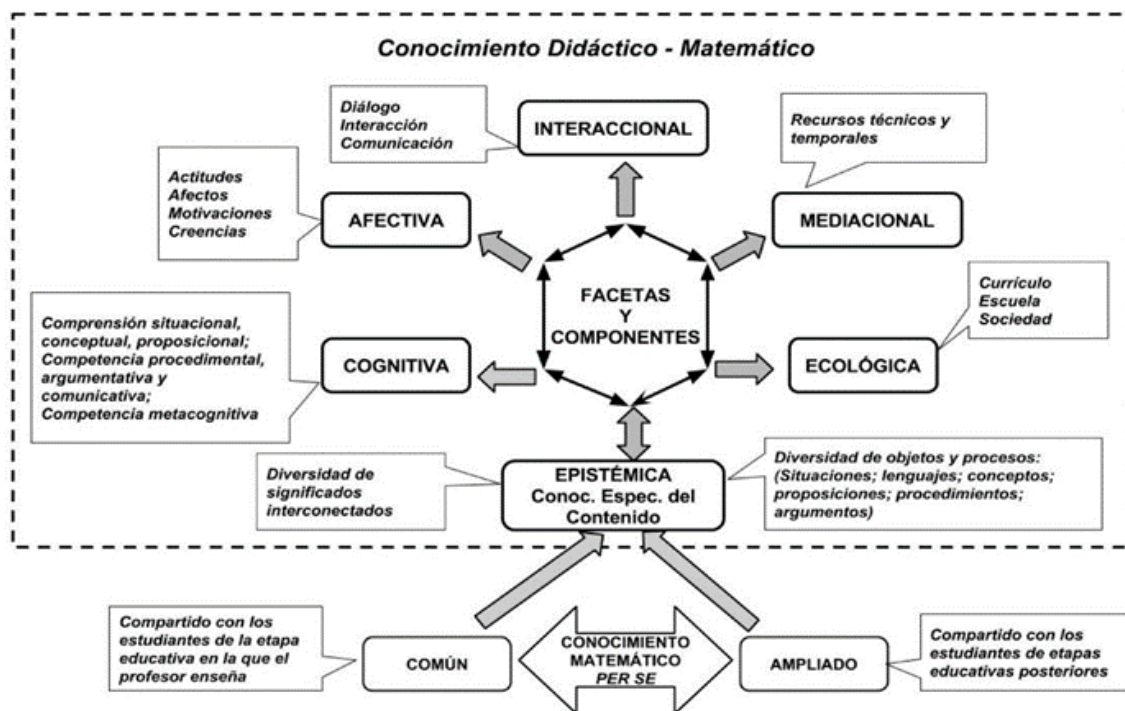 Conocimiento Didáctico - Matemático
Diálogo
Interacción
Comunicación
INTERACCIONAL
Recursos técnicos y
temporales
Actitudes
Afectos
Motivaciones
Creencias
AFECTIVA
MEDIACIONAL
FACETAS
Y
COMPONENTES
Currículo
Escuela
Sociedad
Comprensión situacional,
conceptual, proposicional;
Competencia procedimental,
argumentativa y
comunicativa;
Competencia metacognitiva
COGNITIVA
ECOLÓGICA
Diversidad de
significados
interconectados
EPISTÉMICA
Conoc. Espec. del
Contenido
Diversidad de objetos y procesos:
(Situaciones; lenguajes; conceptos;
proposiciones; procedimientos;
argumentos)
Compartido con los
estudiantes de la etapa
educativa en la que el
profesor enseña
COMÚN
CONOCIMIENTO
MATEMÁTICO
PER SE
AMPLIADO
Compartido con los
estudiantes de etapas
educativas posteriores